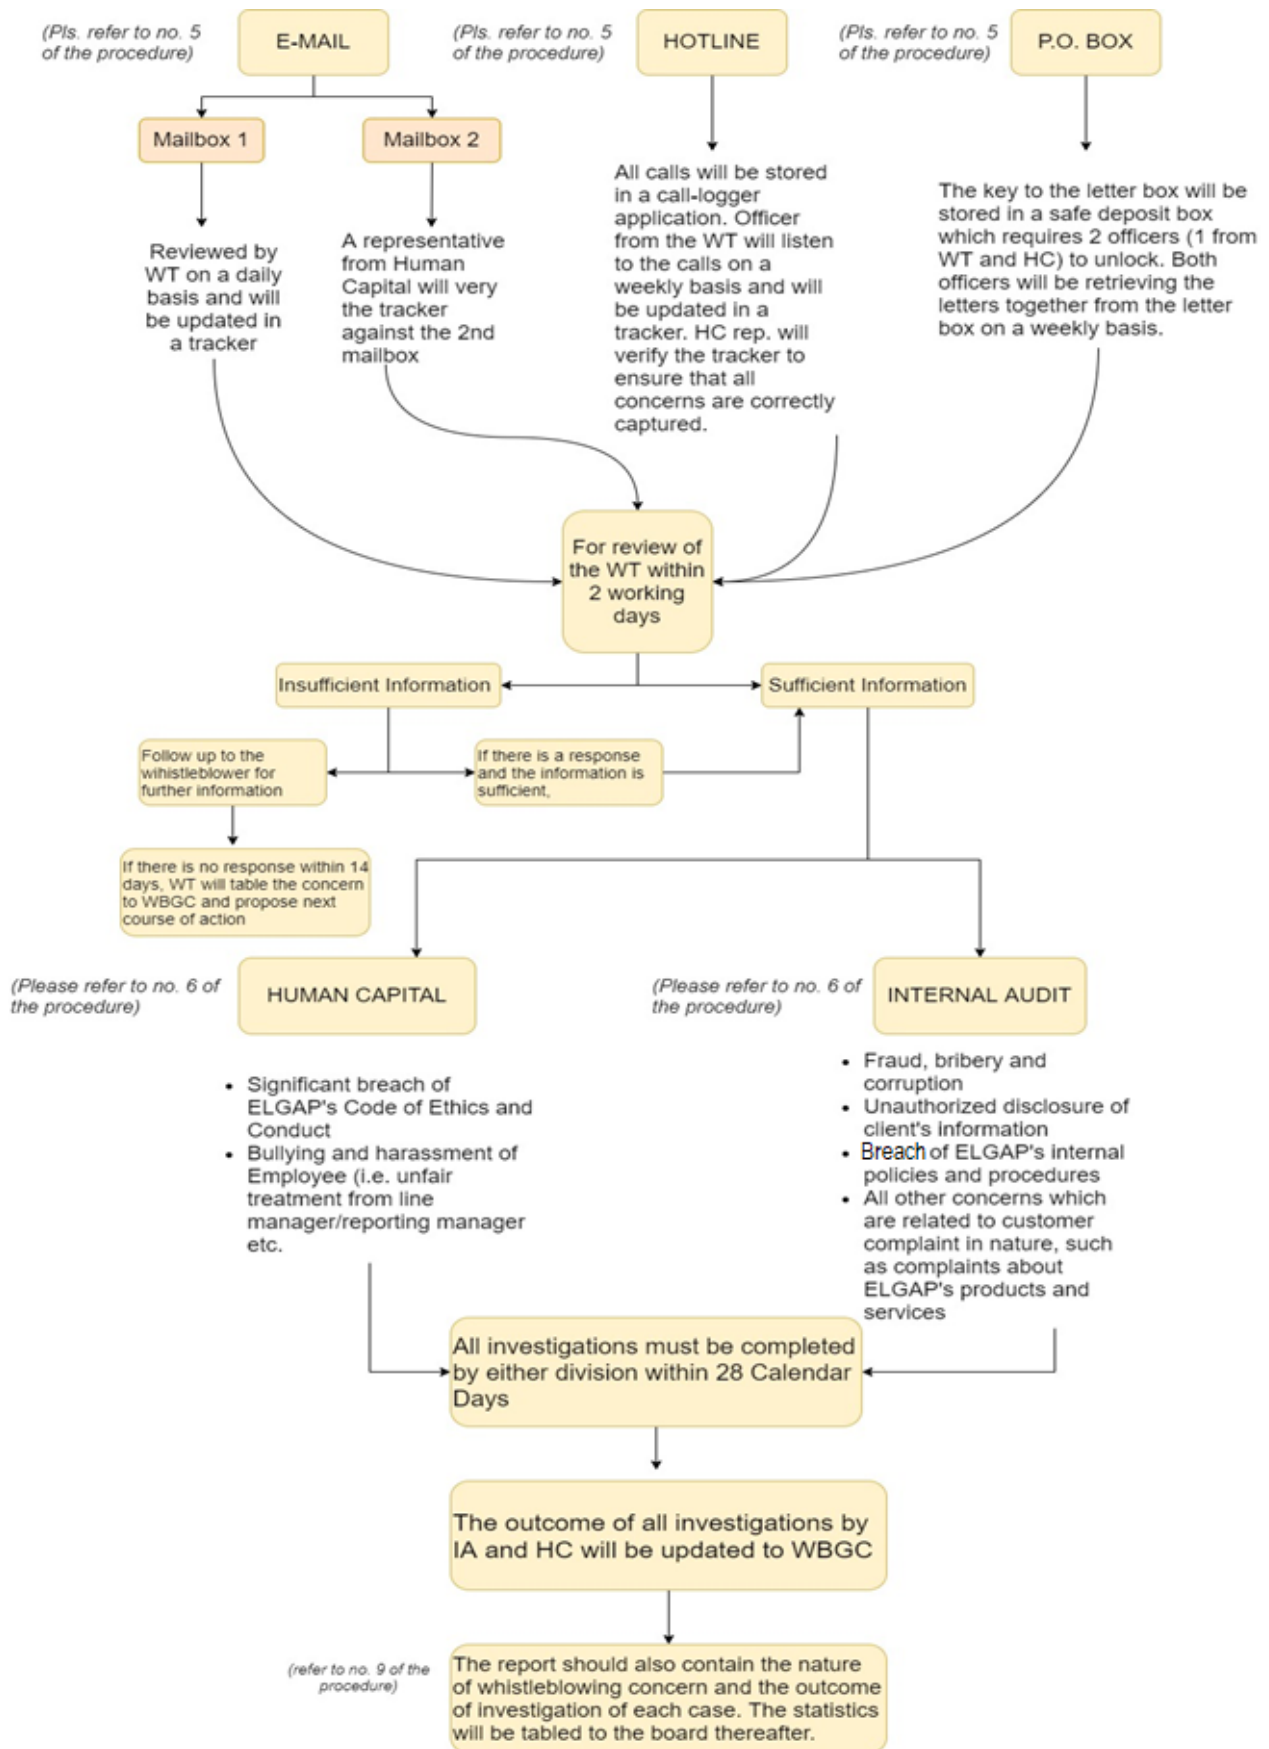 (Pls. refer to no. 5
of the procedure)
E-MAIL
(Pls. refer to no. 5
of the procedure)
HOTLINE
(Pls. refer to no. 5
of the procedure)
P.O. BOX
Mailbox 1
Mailbox 2
Reviewed by
WT on a daily
basis and will
be updated in
a tracker
A representative
from Human
Capital will very
the tracker
against the 2nd
mailbox
All calls will be stored
in a call-logger
application. Officer
from the WT will listen
to the calls on a
weekly basis and will
be updated in a
tracker. HC rep. will
verify the tracker to
ensure that all
concerns are correctly
captured.
The key to the letter box will be
stored in a safe deposit box
which requires 2 officers (1 from
WT and HC) to unlock. Both
officers will be retrieving the
letters together from the letter
box on a weekly basis.
For review of
the WT within
2 working
days
Insufficient Information
Sufficient Information
Follow up to the
wihistleblower for
further information
If there is a response
and the information is
sufficient,
If there is no response within 14
days, WT will table the concern
to WBGC and propose next
course of action
(Please refer to no. 6 of
the procedure)
HUMAN CAPITAL
(Please refer to no. 6 of
the procedure)
INTERNAL AUDIT
• Significant breach of
ELGAP's Code of Ethics and
Conduct
• Bullying and harassment of
Employee (i.e. unfair
treatment from line
manager/reporting manager
etc.
• Fraud, bribery and
corruption
• Unauthorized disclosure of
client's information
• Breach of ELGAP's internal
policies and procedures
• All other concerns which
are related to customer
complaint in nature, such
as complaints about
ELGAP's products and
services
All investigations must be completed
by either division within 28 Calendar
Days
The outcome of all investigations by
IA and HC will be updated to WBGC
(refer to no. 9 of the
procedure)
The report should also contain the nature
of whistleblowing concern and the outcome
of investigation of each case. The statistics
will be tabled to the board thereafter.